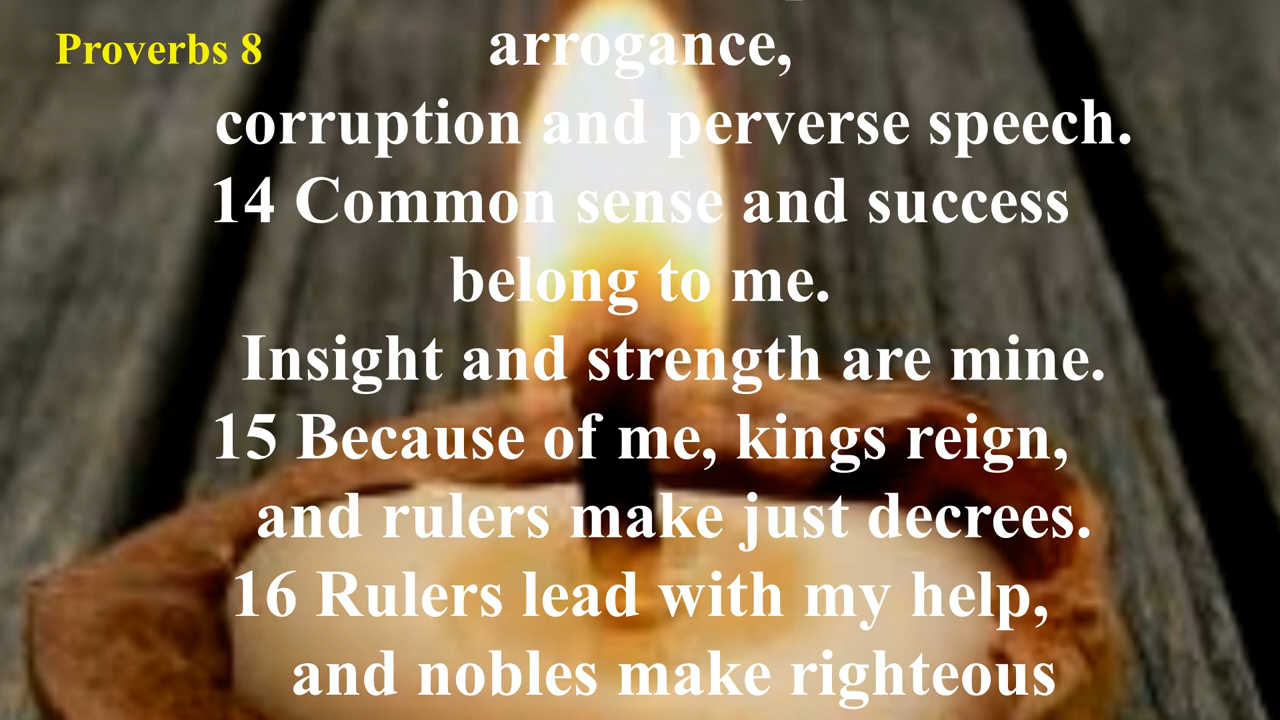 Proverbs 8
arrogance,
corruption and perverse speech.
14 Common sense and success
belong to me.
Insight and strength are mine.
15 Because of me, kings reign,
and rulers make just decrees.
16 Rulers lead with my help,
and nobles make righteous